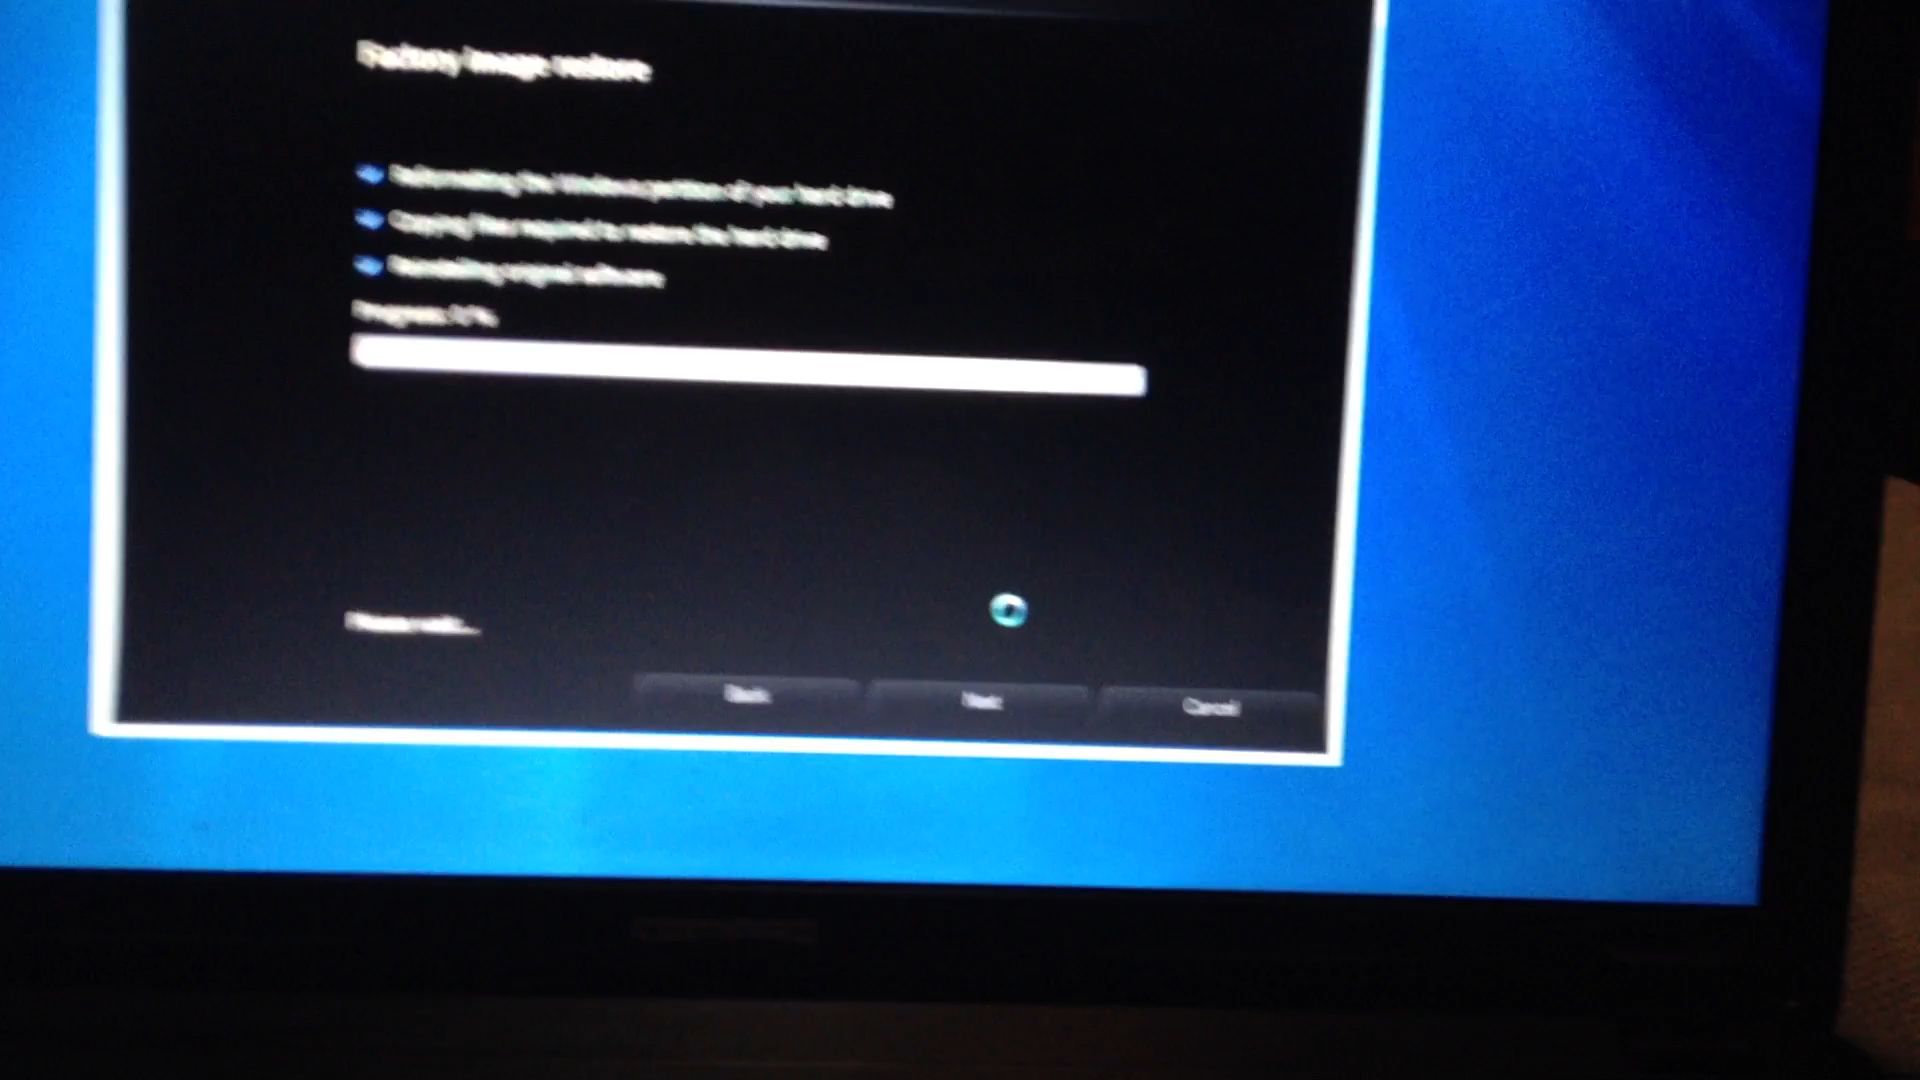 Factory image restore
Reformatting the Windows partition of your hard drive
Copying files required to restore the hard drive
Reinstalling original software
Progress:
Please wait...
Back
Next
Cancel